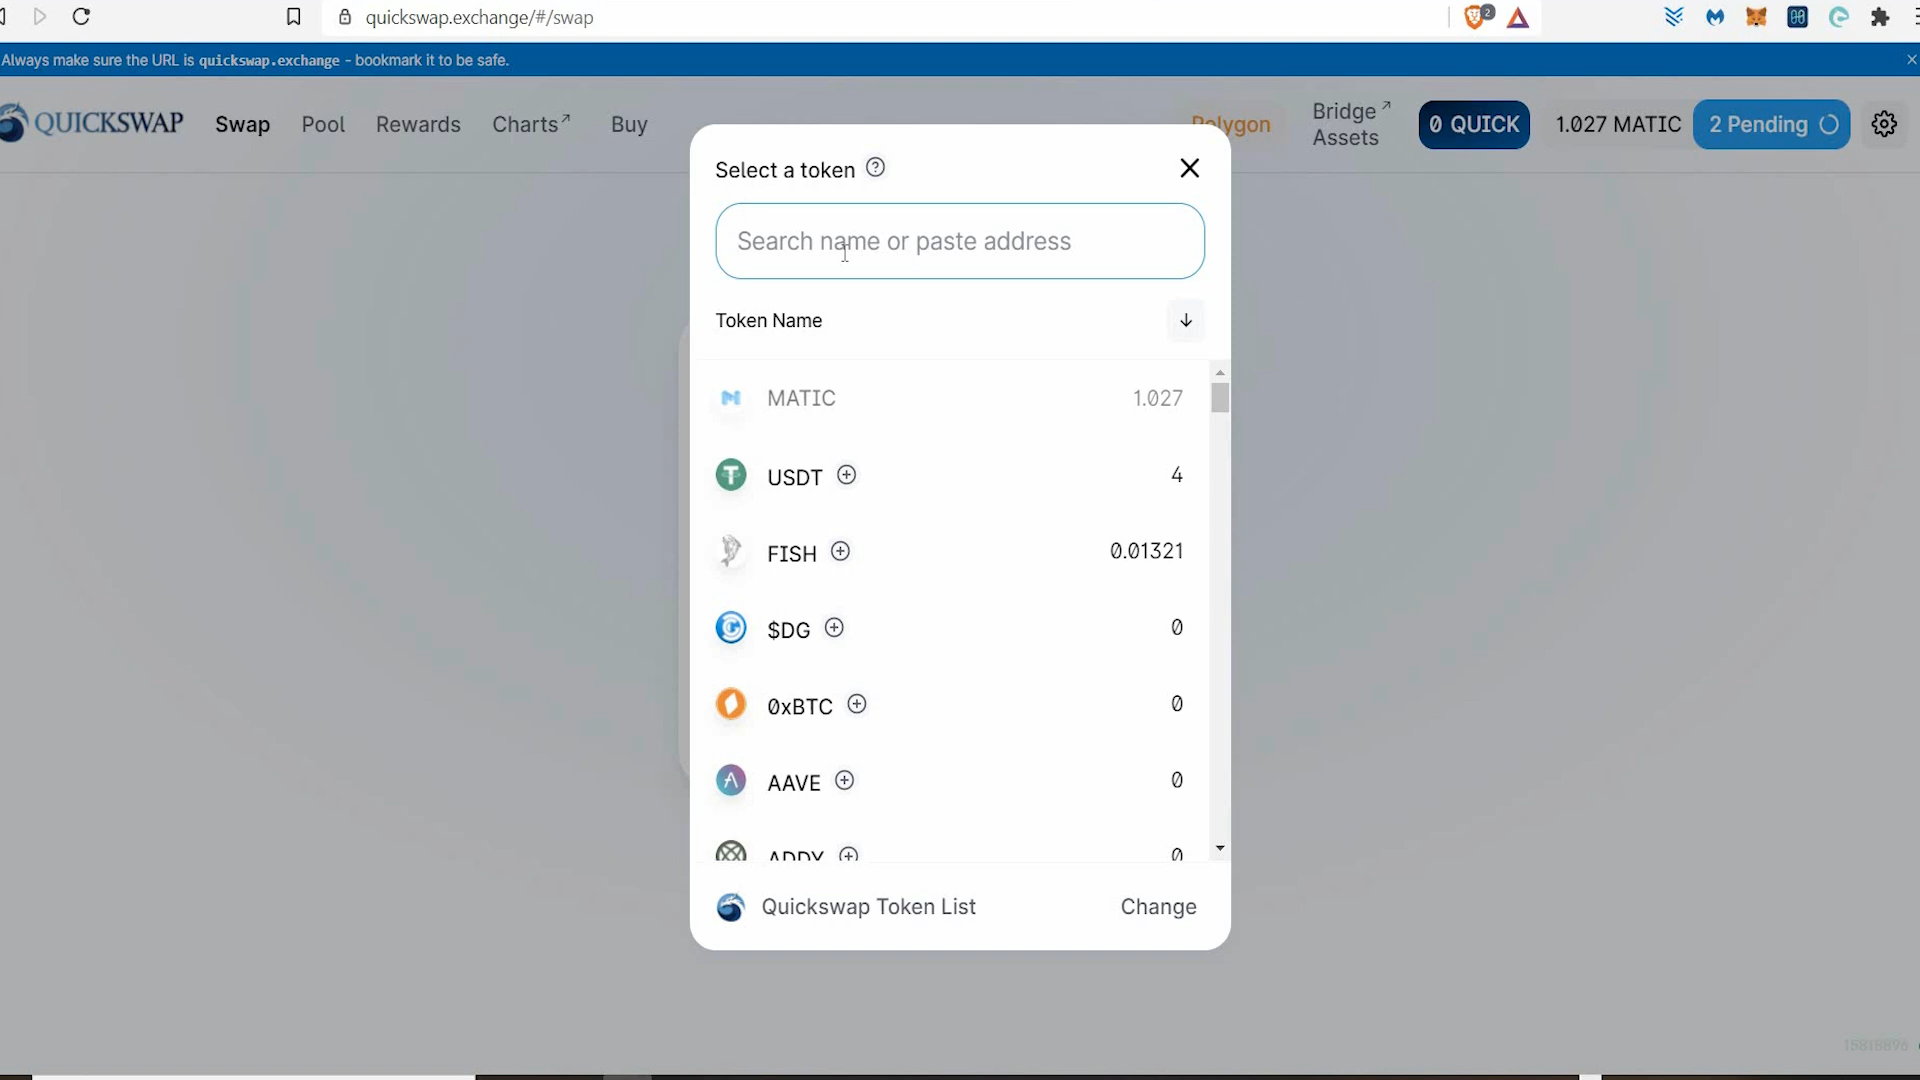 quickswap.exchange/#/swap
2
Always make sure the URL is quickswap.exchange - bookmark it to be safe.
QUICKSWAP
Swap
Pool
Rewards
Charts↗
Buy
Polygon
Bridge ↗
Assets
0 QUICK
1.027 MATIC
2 Pending
Select a token
Search name or paste address
Token Name
MATIC 1.027
USDT 4
FISH 0.01321
$DG 0
0xBTC 0
AAVE 0
ADDY 0
Quickswap Token List
Change
15818896